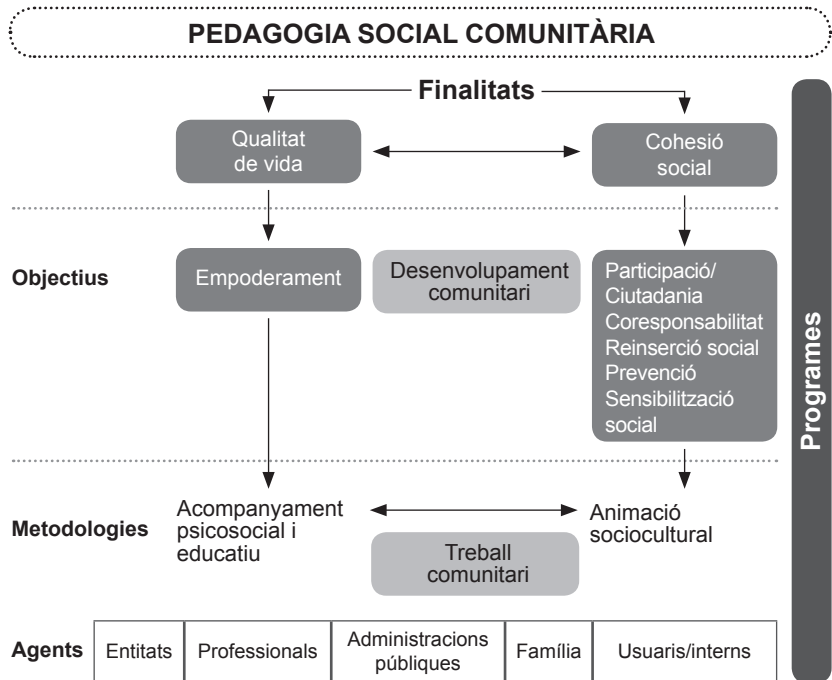 PEDAGOGIA SOCIAL COMUNITÀRIA
Finalitats
Qualitat
de vida
Cohesió
social
Objectius
Empoderament
Desenvolupament
comunitari
Participació/
Ciutadania
Coresponsabilitat
Reinserció social
Prevenció
Sensibilització
social
Metodologies
Acompanyament
psicosocial i
educatiu
Treball
comunitari
Animació
sociocultural
Agents
Entitats
Professionals
Administracions
públiques
Família
Usuaris/interns
Programes